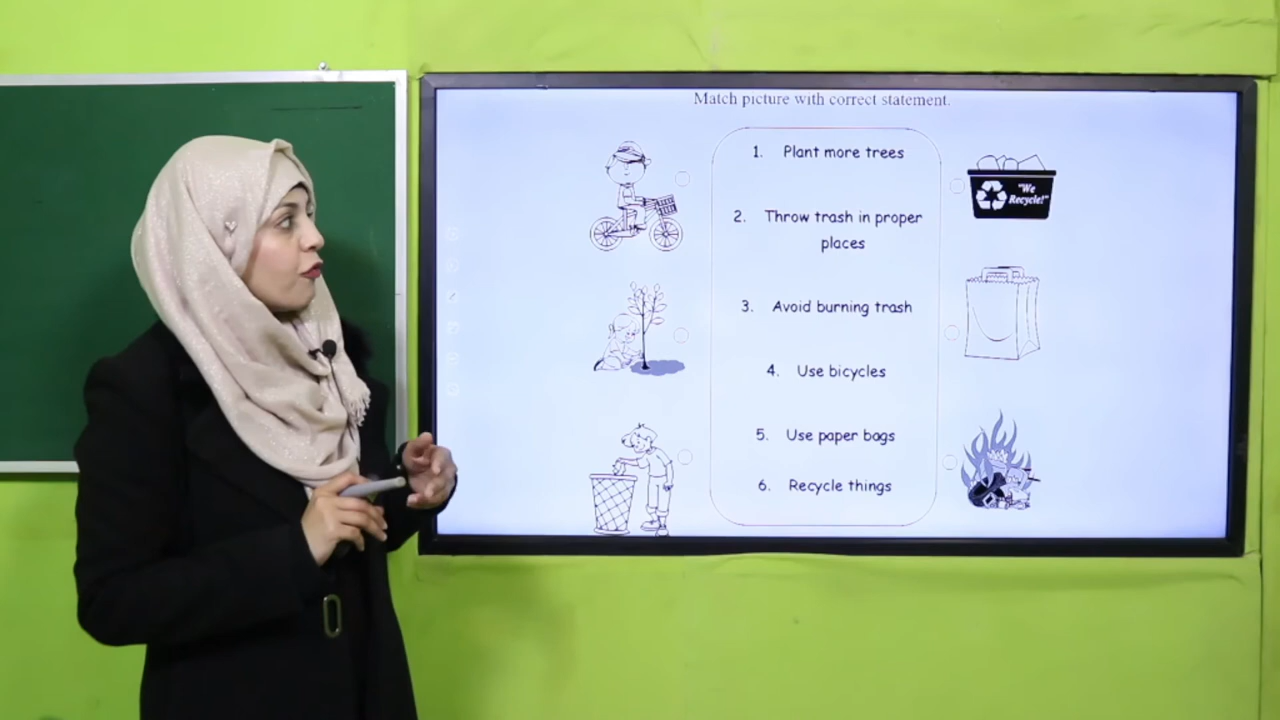 Match picture with correct statement.
1. Plant more trees
2. Throw trash in proper
places
3. Avoid burning trash
4. Use bicycles
5. Use paper bags
6. Recycle things
"We
Recycle!"